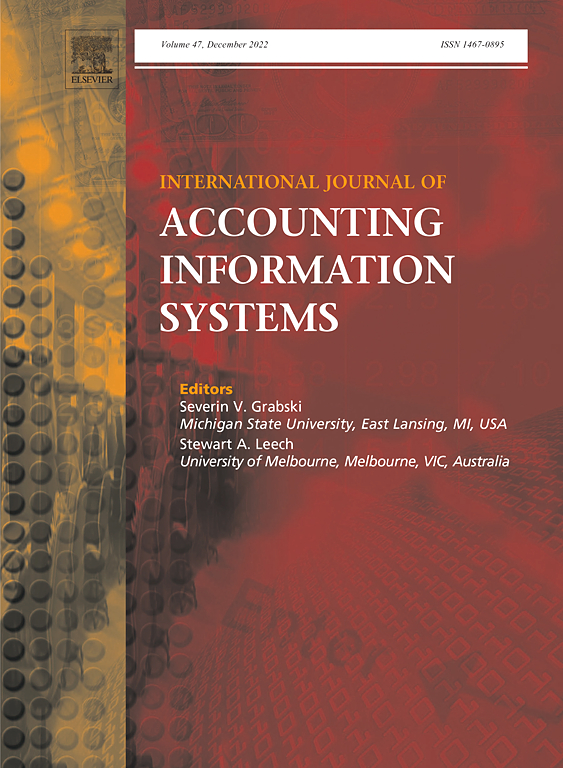 Volume 47, December 2022 ISSN 1467-0895
ELSEVIER
INTERNATIONAL JOURNAL OF
ACCOUNTING
INFORMATION
SYSTEMS
Editors
Severin V. Grabski
Michigan State University, East Lansing, MI, USA
Stewart A. Leech
University of Melbourne, Melbourne, VIC, Australia
Enter